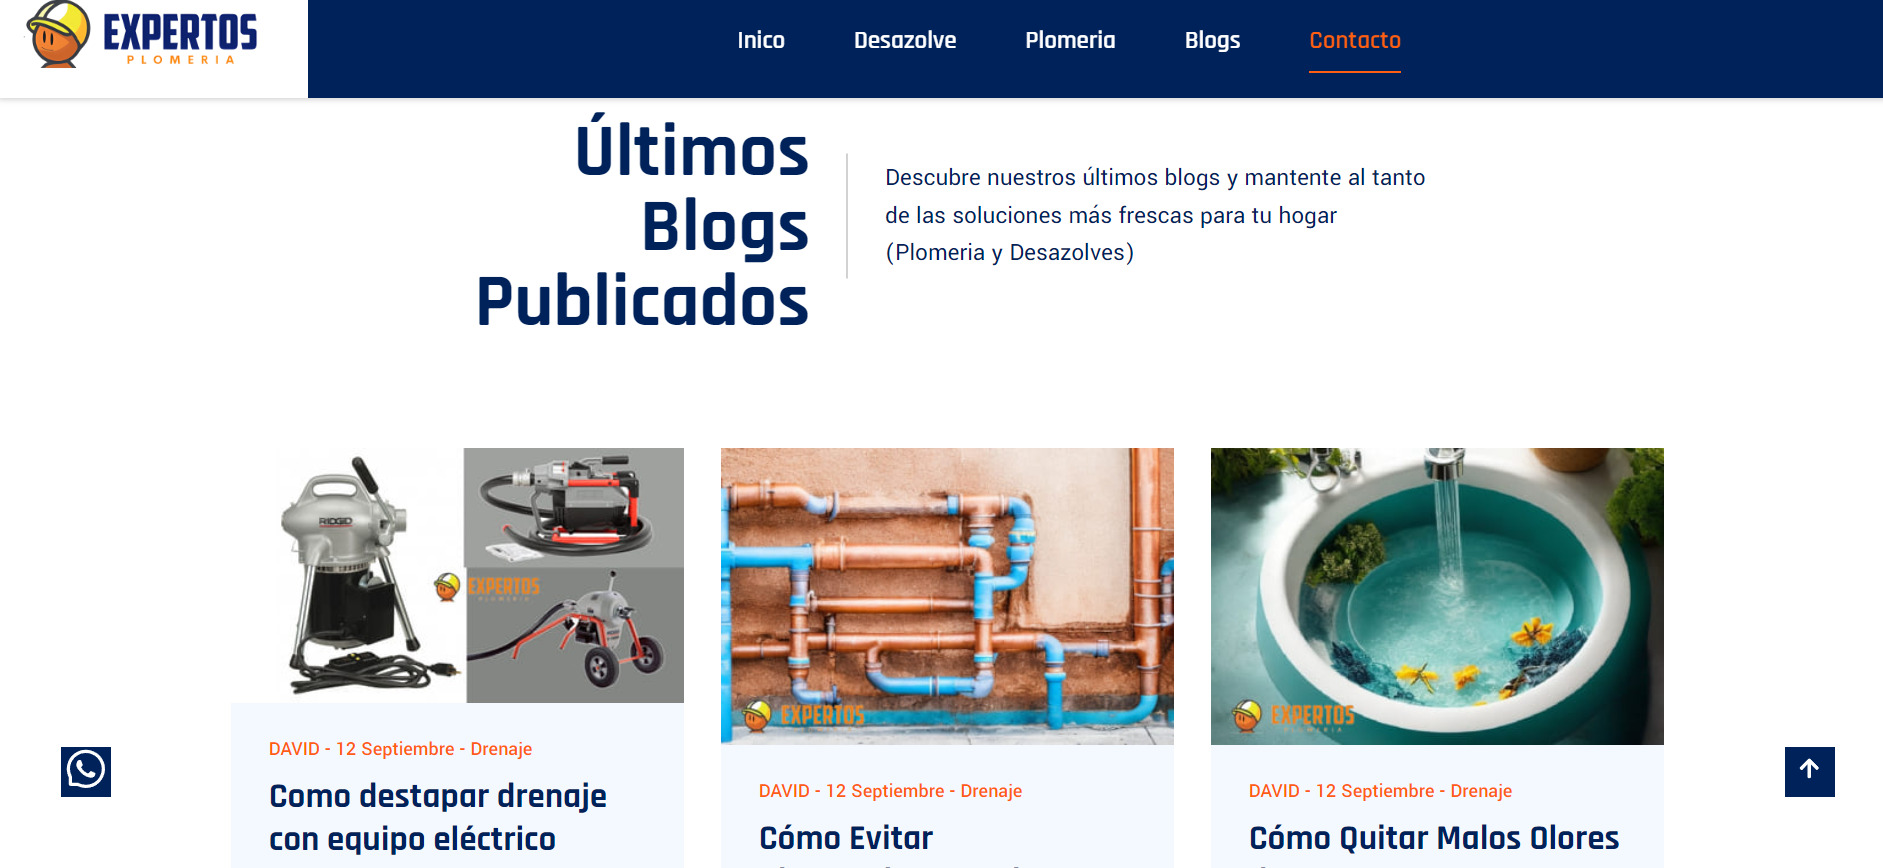 EXPERTOS
PLOMERIA
Inico
Desazolve
Plomeria
Blogs
Contacto
Últimos
Blogs
Publicados
Descubre nuestros últimos blogs y mantente al tanto
de las soluciones más frescas para tu hogar
(Plomeria y Desazolves)
RIDGID
EXPERTOS
PLOMERIA
DAVID - 12 Septiembre - Drenaje
Como destapar drenaje
con equipo eléctrico
EXPERTOS
PLOMERIA
DAVID - 12 Septiembre - Drenaje
Cómo Evitar
EXPERTOS
PLOMERIA
DAVID - 12 Septiembre - Drenaje
Cómo Quitar Malos Olores